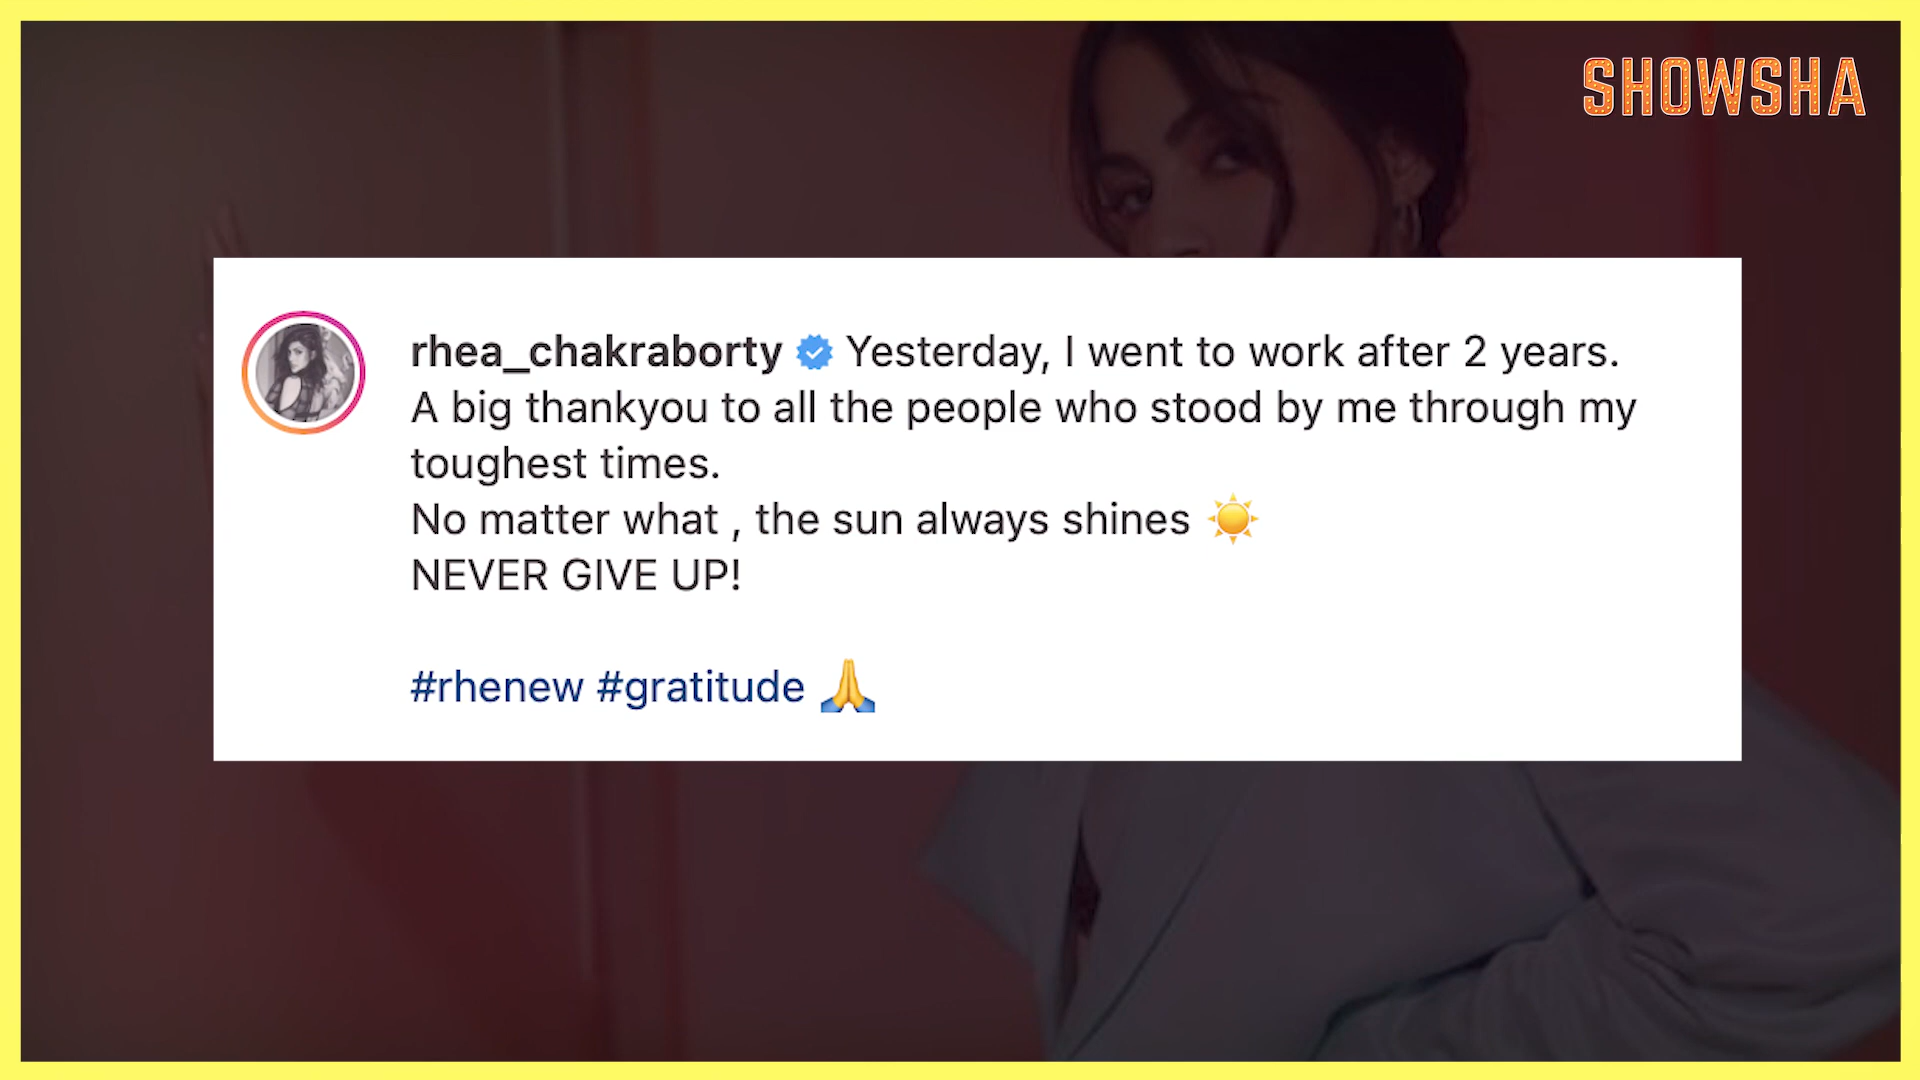 SHOWSHA
rhea_chakraborty Yesterday, I went to work after 2 years.
A big thankyou to all the people who stood by me through my
toughest times.
No matter what , the sun always shines ☀️
NEVER GIVE UP!
#rhenew #gratitude 🙏